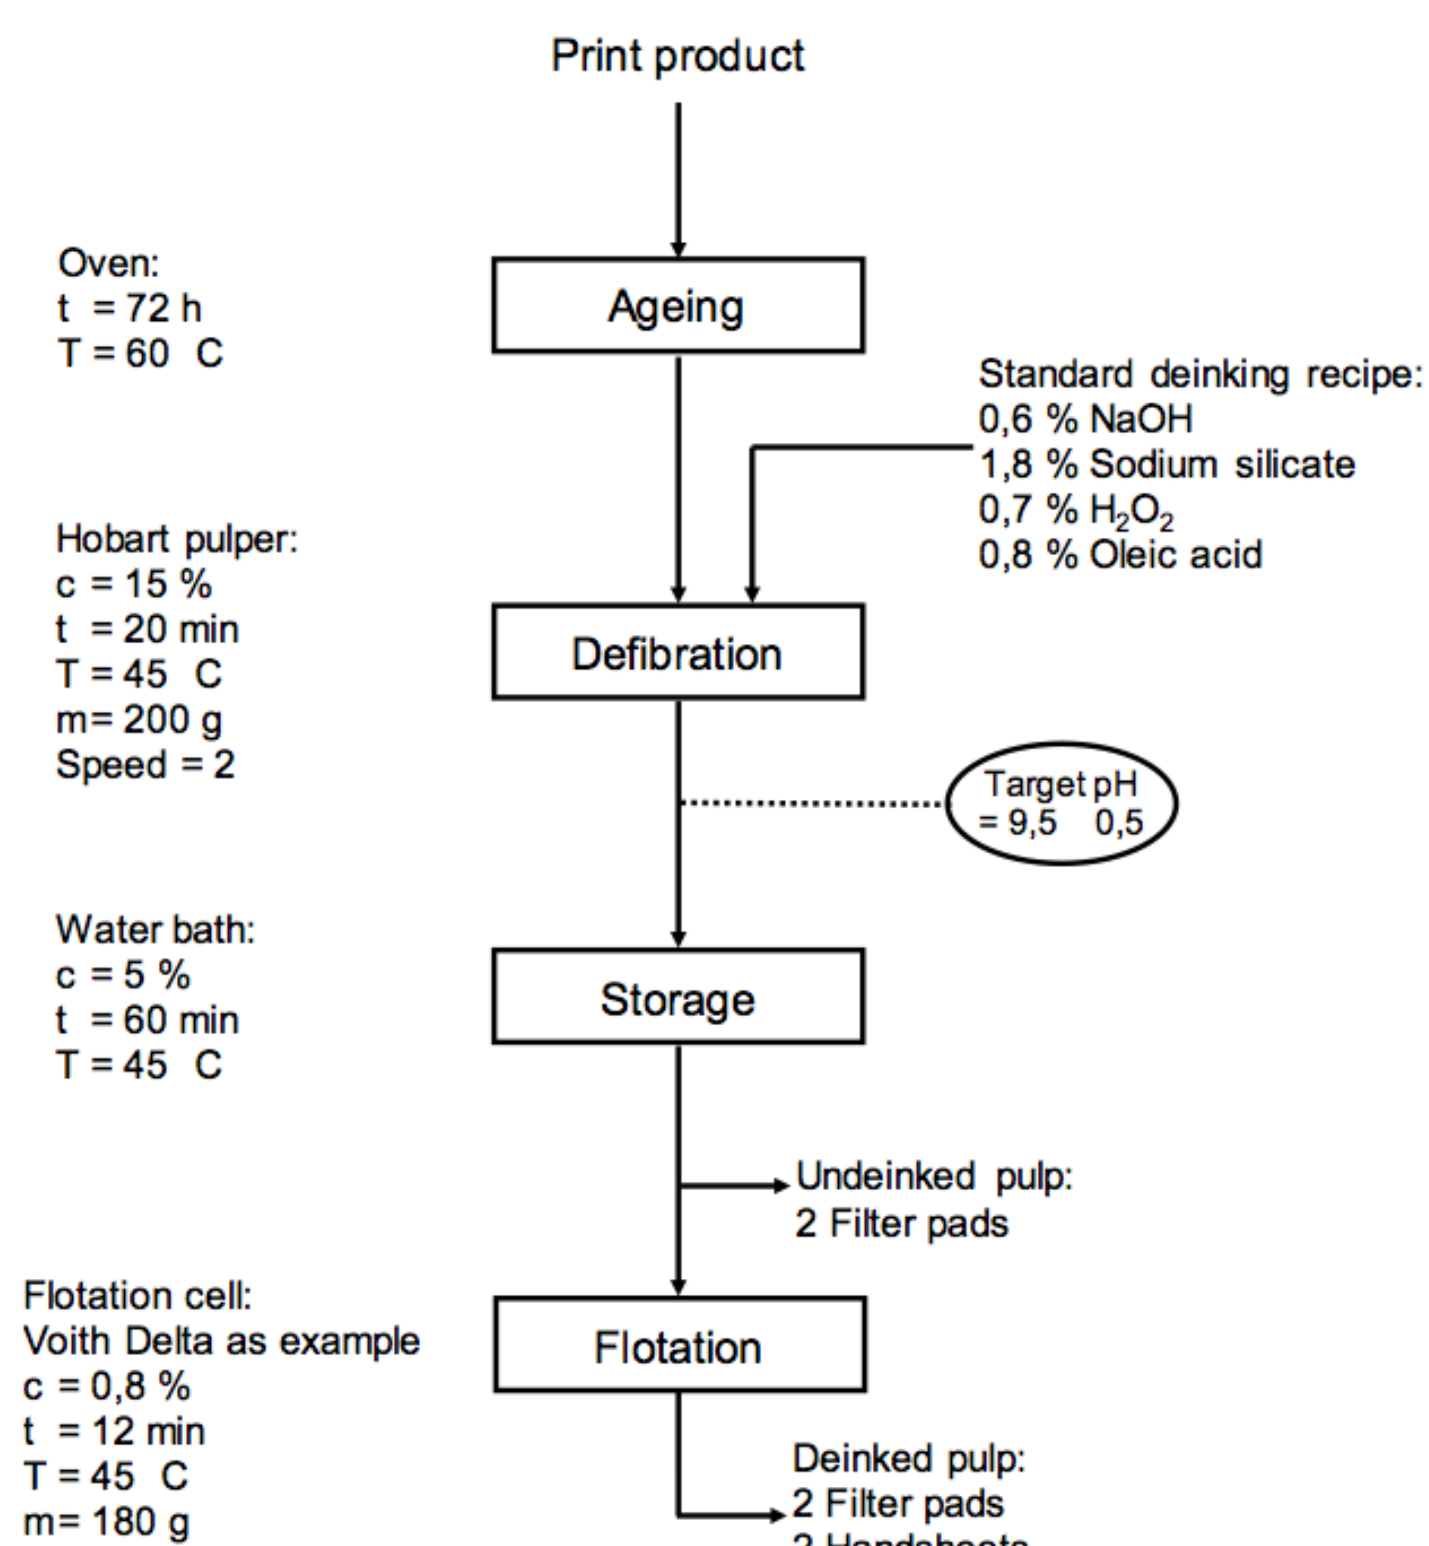 Print product
Oven:
t = 72 h
T = 60 C
Ageing
Standard deinking recipe:
0,6 % NaOH
1,8 % Sodium silicate
0,7 % H₂O₂
0,8 % Oleic acid
Hobart pulper:
c = 15 %
t = 20 min
T = 45 C
m= 200 g
Speed = 2
Defibration
Target pH
= 9,5 0,5
Water bath:
c = 5 %
t = 60 min
T = 45 C
Storage
Undeinked pulp:
2 Filter pads
Flotation cell:
Voith Delta as example
c = 0,8 %
t = 12 min
T = 45 C
m= 180 g
Flotation
Deinked pulp:
2 Filter pads
2 Handsheets